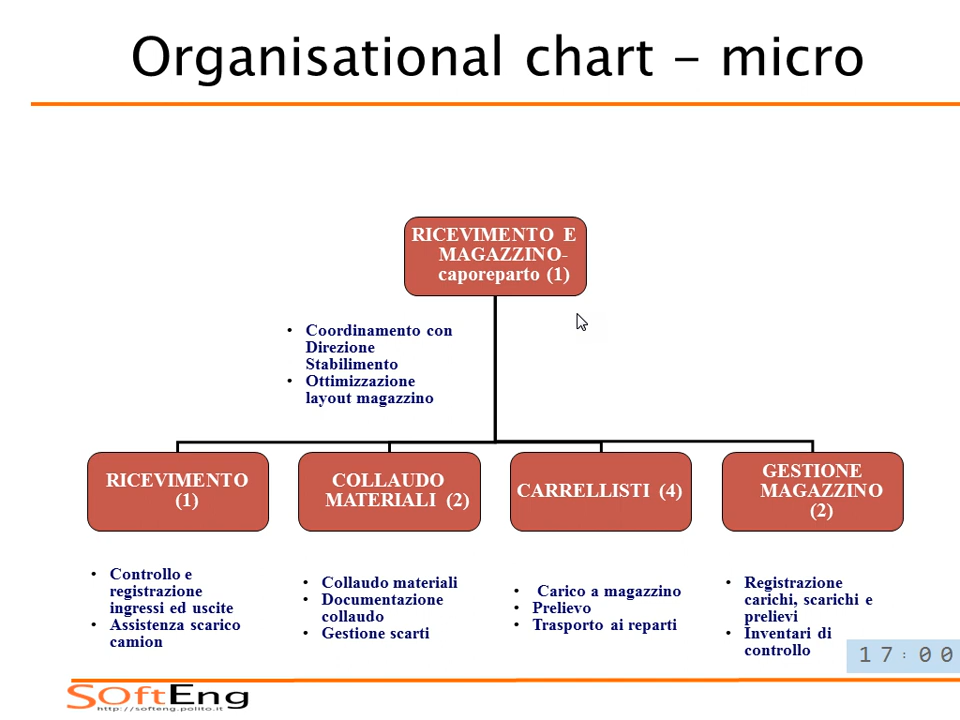 Organisational chart – micro
RICEVIMENTO E
MAGAZZINO-
caporeparto (1)
• Coordinamento con
Direzione
Stabilimento
• Ottimizzazione
layout magazzino
RICEVIMENTO
(1)
COLLAUDO
MATERIALI (2)
CARRELLISTI (4)
GESTIONE
MAGAZZINO
(2)
• Controllo e
registrazione
ingressi ed uscite
• Assistenza scarico
camion
• Collaudo materiali
• Documentazione
collaudo
• Gestione scarti
• Carico a magazzino
• Prelievo
• Trasporto ai reparti
• Registrazione
carichi, scarichi e
prelievi
• Inventari di
controllo
17:00
SOftEng
http://softeng.polito.it